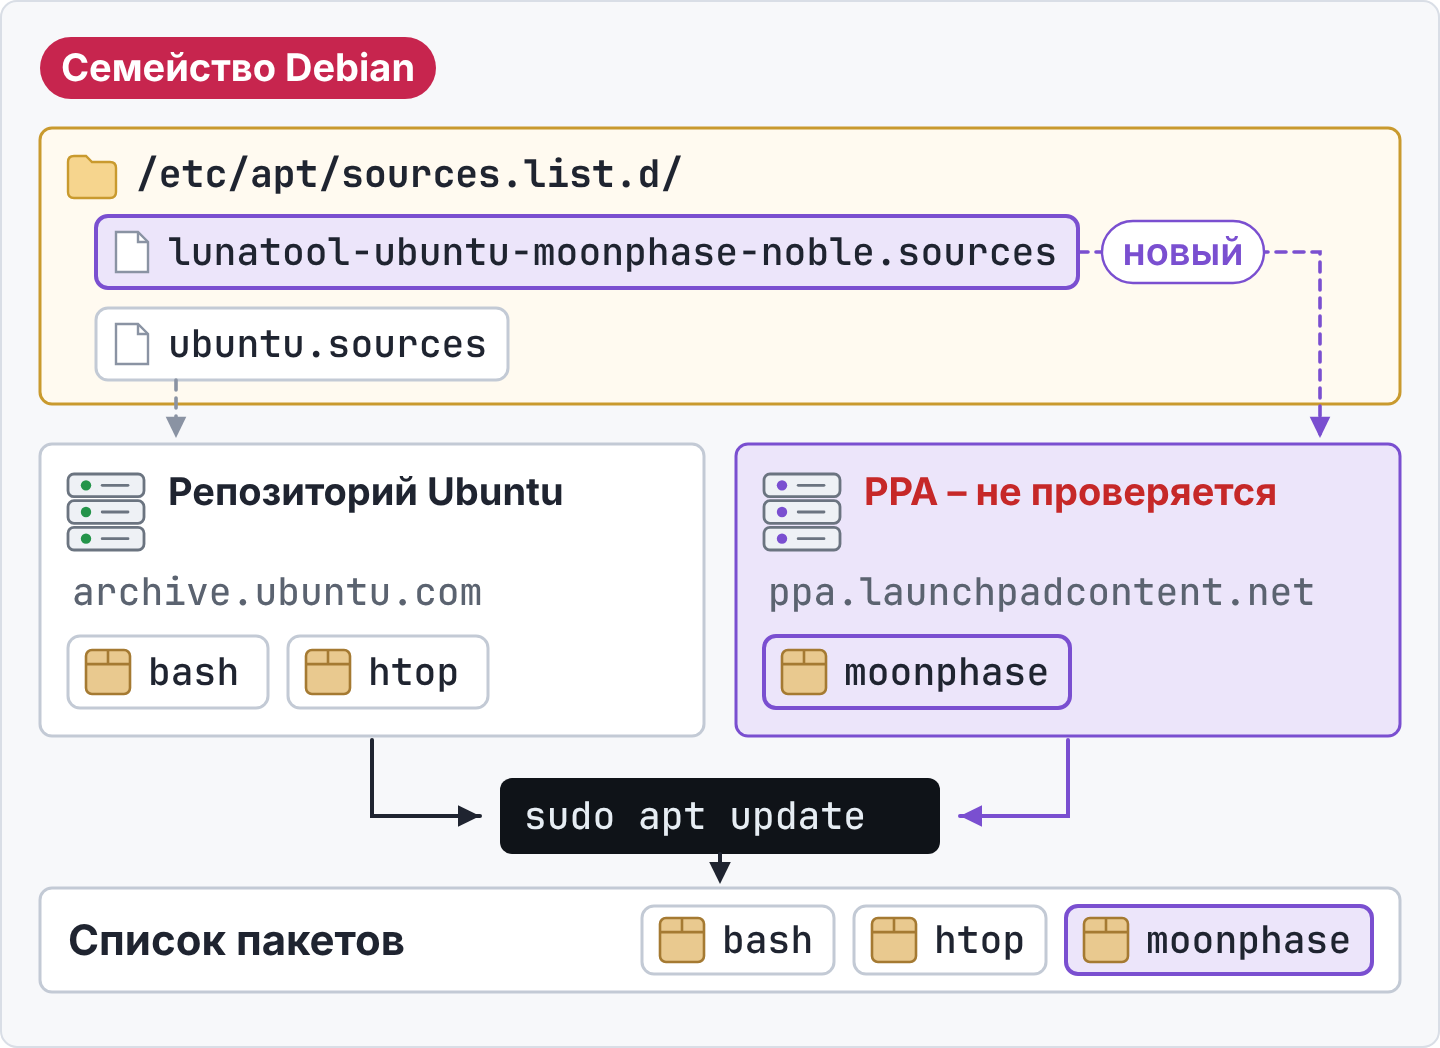 Семейство Debian
/etc/apt/sources.list.d/
lunatool-ubuntu-moonphase-noble.sources
новый
ubuntu.sources
Репозиторий Ubuntu
archive.ubuntu.com
bash
htop
PPA – не проверяется
ppa.launchpadcontent.net
moonphase
sudo apt update
Список пакетов
bash
htop
moonphase